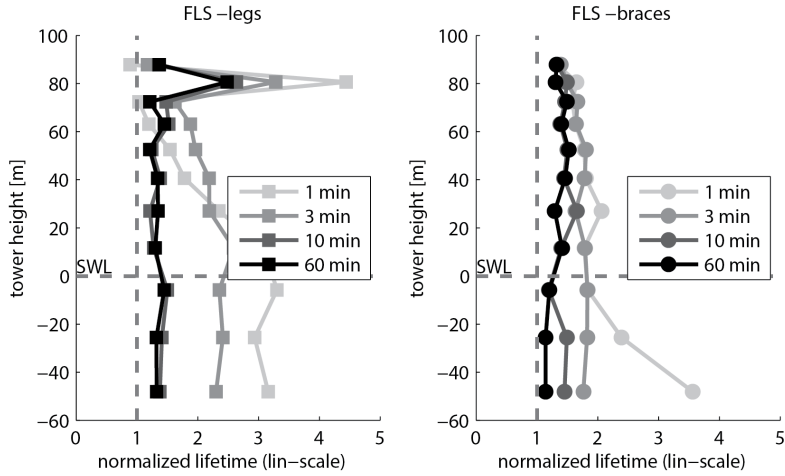 FLS −legs
100
80
60
40
20
0
−20
−40
−60
tower height [m]
SWL
1 min
3 min
10 min
60 min
0 1 2 3 4 5
normalized lifetime (lin−scale)
FLS −braces
100
80
60
40
20
0
−20
−40
−60
tower height [m]
SWL
1 min
3 min
10 min
60 min
0 1 2 3 4 5
normalized lifetime (lin−scale)